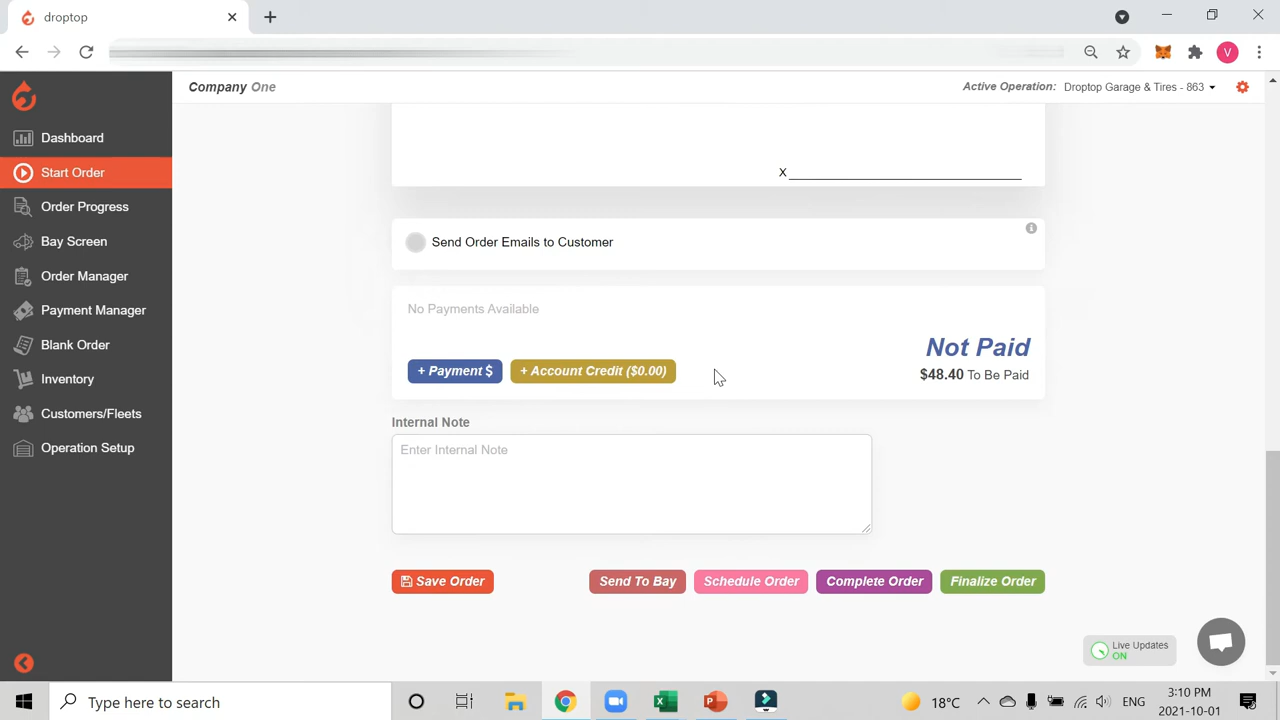 droptop
V
Company One
Active Operation: Droptop Garage & Tires - 863
Dashboard
Start Order
Order Progress
Bay Screen
Order Manager
Payment Manager
Blank Order
Inventory
Customers/Fleets
Operation Setup
X
Send Order Emails to Customer
No Payments Available
Not Paid
+ Payment $
+ Account Credit ($0.00)
$48.40 To Be Paid
Internal Note
Enter Internal Note
Save Order
Send To Bay
Schedule Order
Complete Order
Finalize Order
Live Updates
ON
Type here to search
18°C
ENG
3:10 PM
2021-10-01